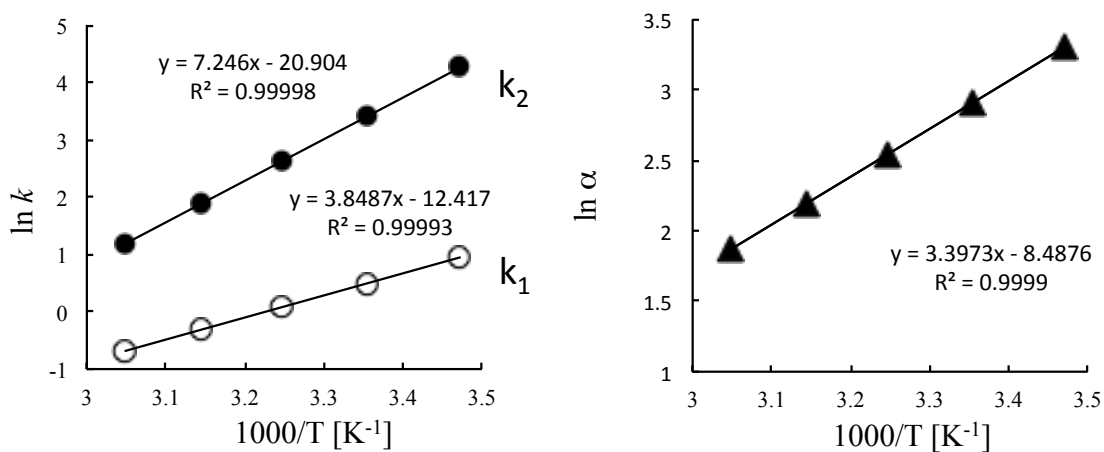 5
4
3
2
1
0
-1
3
3.1
3.2
3.3
3.4
3.5
ln k
1000/T [K⁻¹]
y = 7.246x - 20.904
R² = 0.99998
k₂
y = 3.8487x - 12.417
R² = 0.99993
k₁
3.5
3
2.5
2
1.5
1
3
3.1
3.2
3.3
3.4
3.5
ln α
1000/T [K⁻¹]
y = 3.3973x - 8.4876
R² = 0.9999